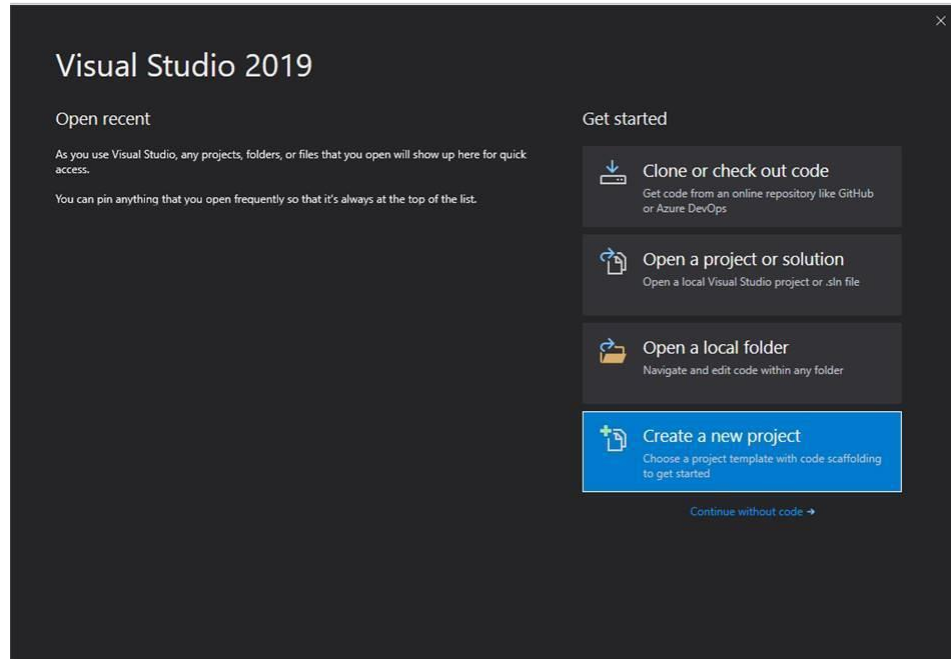 Visual Studio 2019
Open recent
As you use Visual Studio, any projects, folders, or files that you open will show up here for quick
access.
You can pin anything that you open frequently so that it's always at the top of the list.
Get started
Clone or check out code
Get code from an online repository like GitHub
or Azure DevOps
Open a project or solution
Open a local Visual Studio project or .sln file
Open a local folder
Navigate and edit code within any folder
Create a new project
Choose a project template with code scaffolding
to get started
Continue without code →